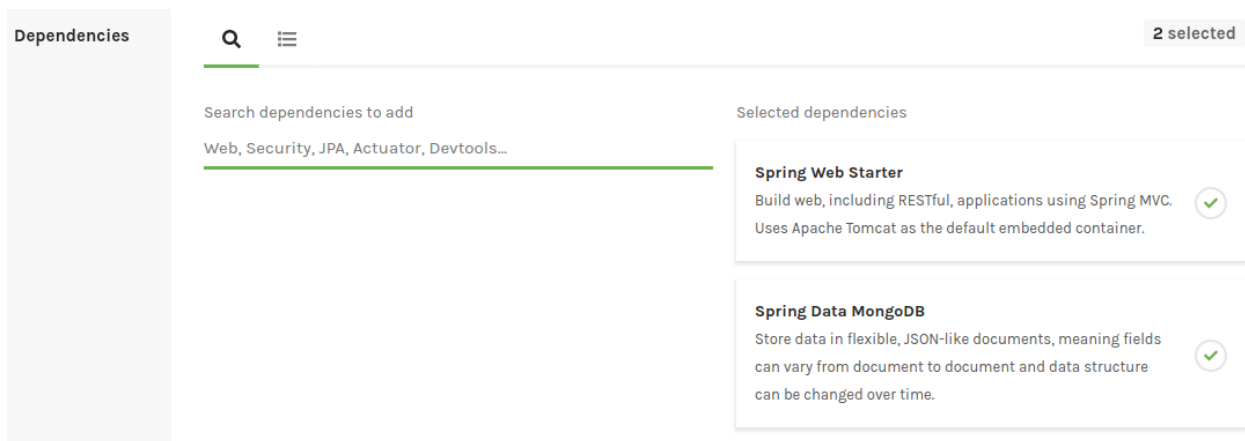 Dependencies
2 selected
Search dependencies to add
Web, Security, JPA, Actuator, Devtools...
Selected dependencies
Spring Web Starter
Build web, including RESTful, applications using Spring MVC.
Uses Apache Tomcat as the default embedded container.
Spring Data MongoDB
Store data in flexible, JSON-like documents, meaning fields
can vary from document to document and data structure
can be changed over time.